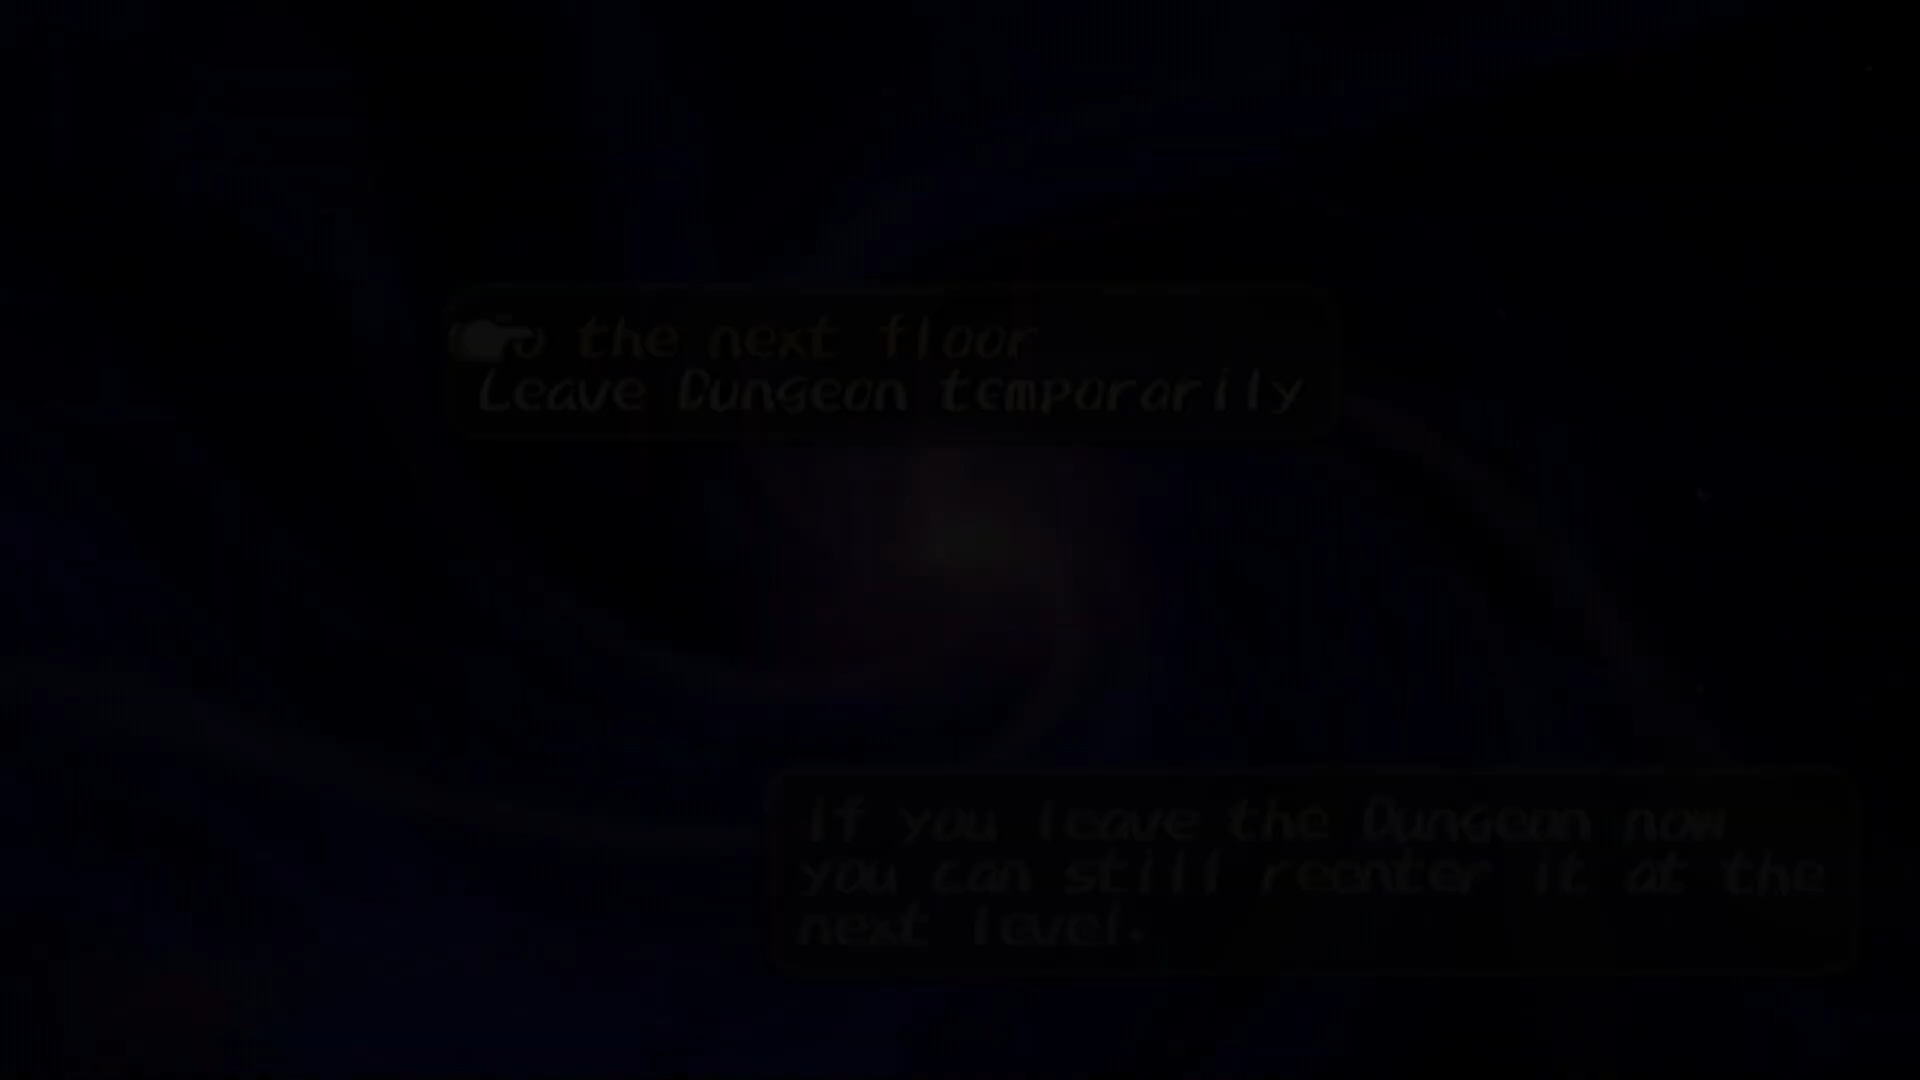 the next floor
Leave Dungeon temporarily
If you leave the Dungeon now
you can still reenter it at the
next level.